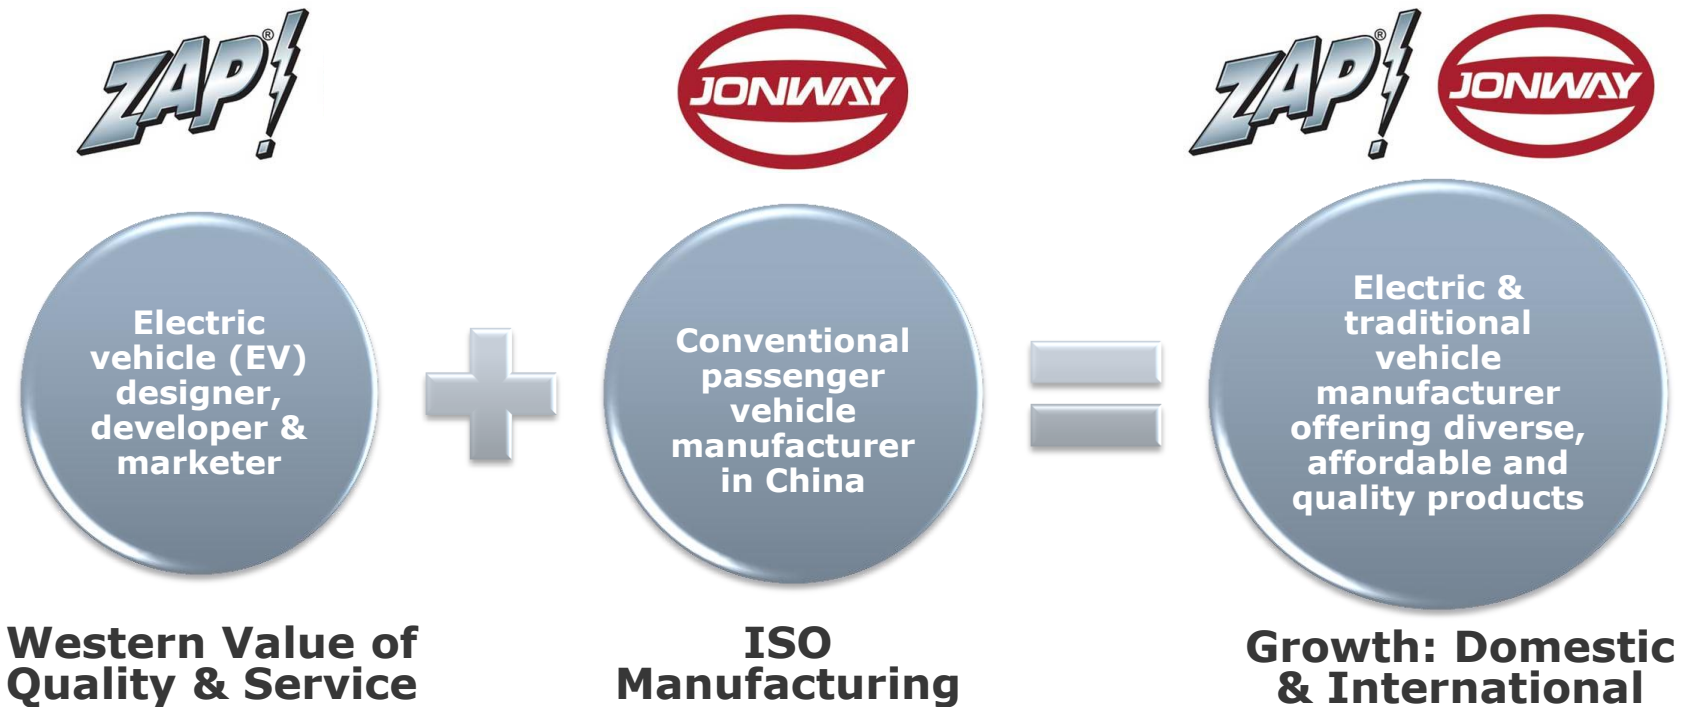 ZAP!®
JONWAY
ZAP!®
JONWAY
Electric
vehicle (EV)
designer,
developer &
marketer
Conventional
passenger
vehicle
manufacturer
in China
Electric &
traditional
vehicle
manufacturer
offering diverse,
affordable and
quality products
Western Value of
Quality & Service
ISO
Manufacturing
Growth: Domestic
& International